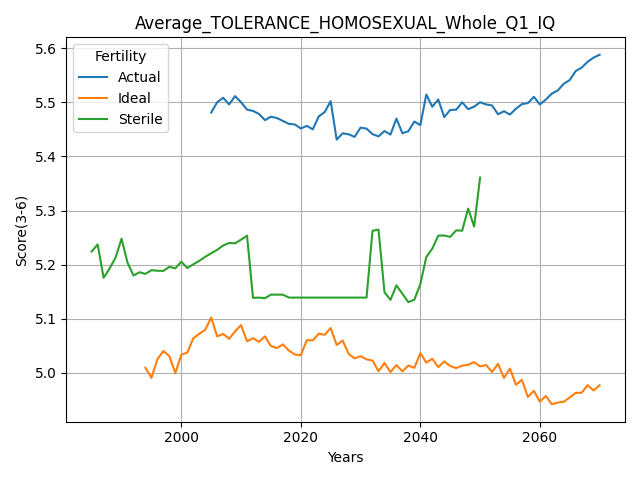 Average_TOLERANCE_HOMOSEXUAL_Whole_Q1_IQ
Fertility
Actual
Ideal
Sterile
Score(3-6)
5.6
5.5
5.4
5.3
5.2
5.1
5.0
2000
2020
2040
2060
Years